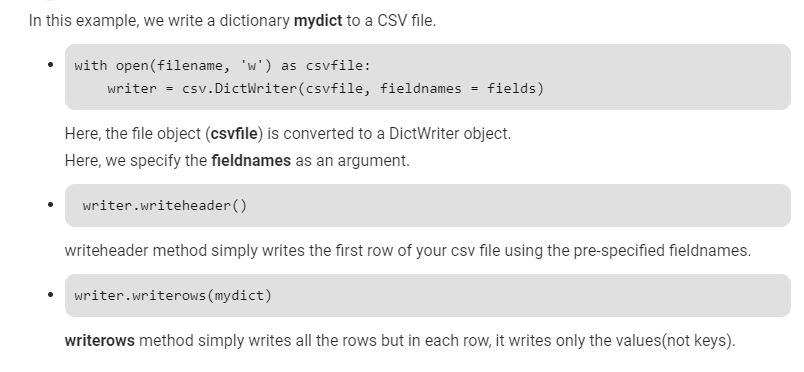 In this example, we write a dictionary mydict to a CSV file.
with open(filename, 'w') as csvfile:
    writer = csv.DictWriter(csvfile, fieldnames = fields)
Here, the file object (csvfile) is converted to a DictWriter object.
Here, we specify the fieldnames as an argument.
writer.writeheader()
writeheader method simply writes the first row of your csv file using the pre-specified fieldnames.
writer.writerows(mydict)
writerows method simply writes all the rows but in each row, it writes only the values(not keys).